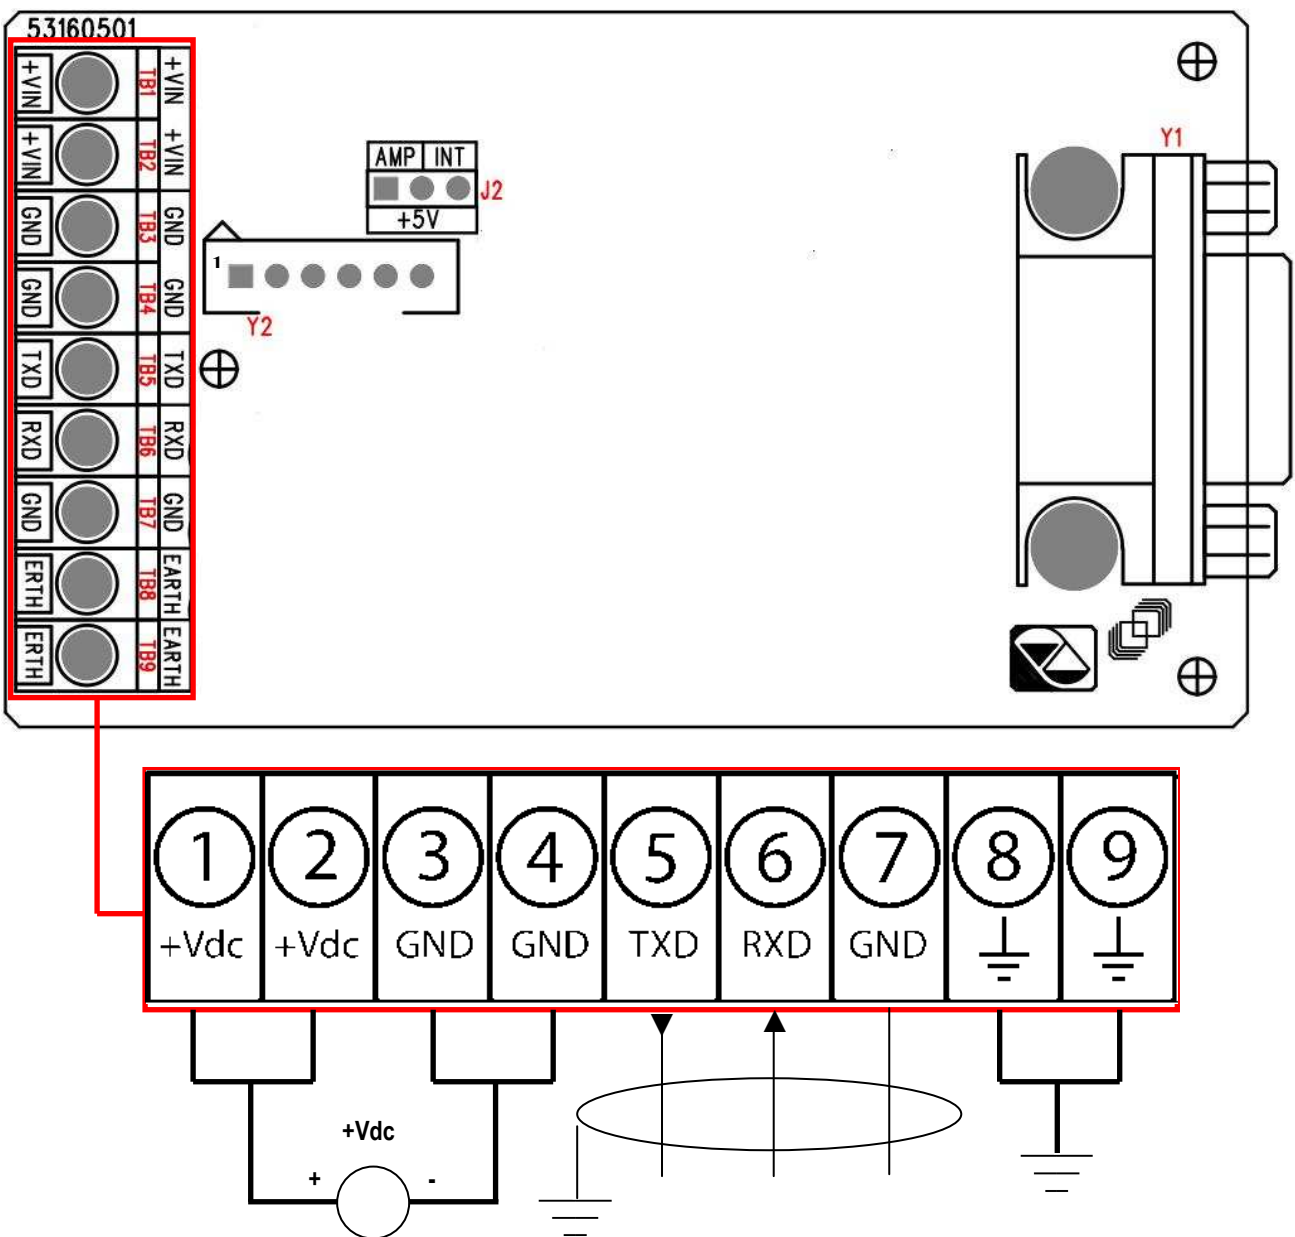 53160501
+VIN TB1 +VIN
+VIN TB2 +VIN
GND TB3 GND
GND TB4 GND
TXD TB5 TXD
RXD TB6 RXD
GND TB7 GND
ERTH TB8 EARTH
ERTH TB9 EARTH
AMP INT
J2
+5V
1
Y2
Y1
1 2 3 4 5 6 7 8 9
+Vdc +Vdc GND GND TXD RXD GND
+Vdc
+ -